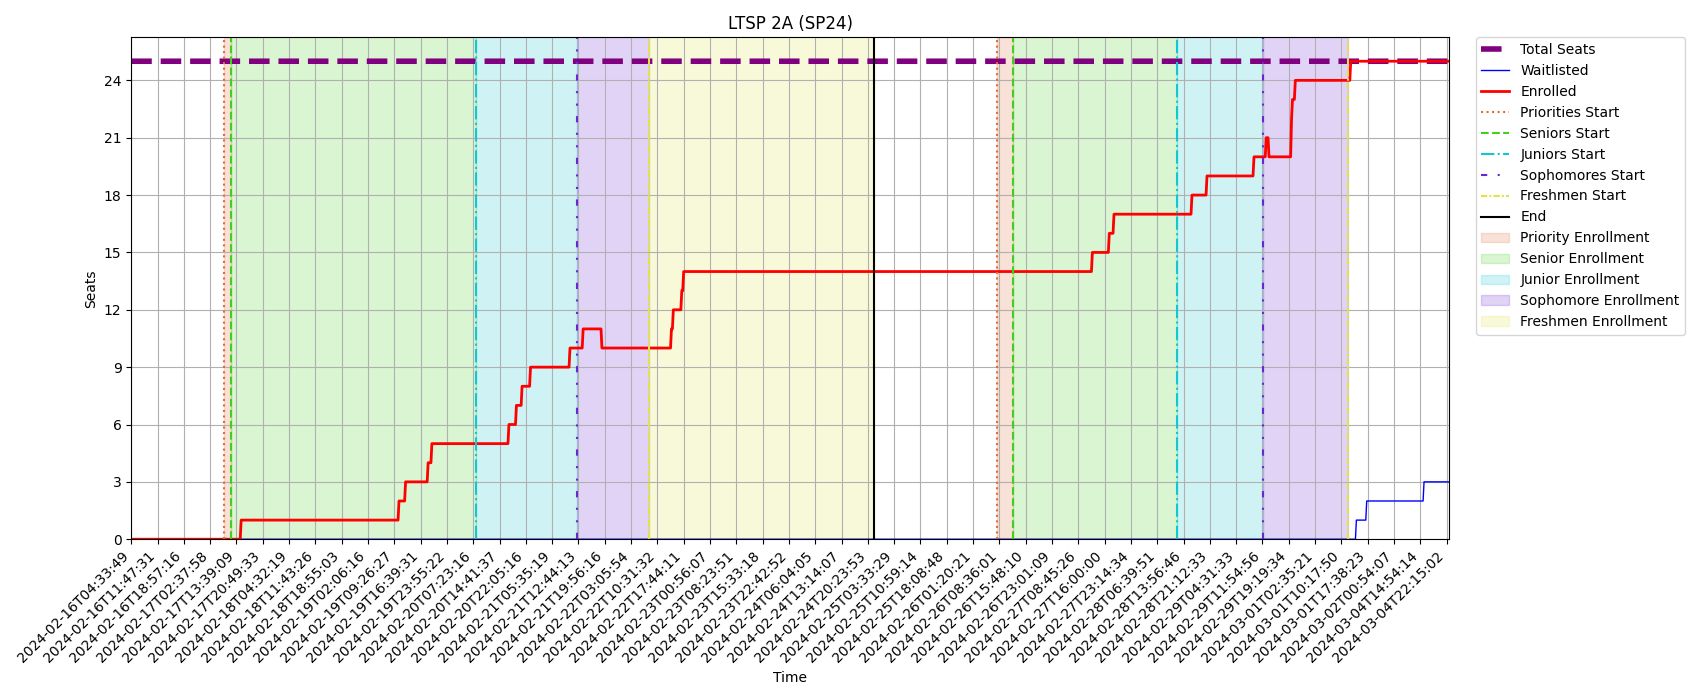 LTSP 2A (SP24)
Seats
24
21
18
15
12
9
6
3
0
2024-02-16T04:33:49
2024-02-16T11:47:31
2024-02-16T18:57:16
2024-02-17T02:37:58
2024-02-17T13:39:09
2024-02-17T20:49:33
2024-02-18T04:32:19
2024-02-18T11:43:26
2024-02-18T18:55:03
2024-02-19T02:06:16
2024-02-19T09:26:27
2024-02-19T16:39:31
2024-02-19T23:55:22
2024-02-20T07:23:16
2024-02-20T14:41:37
2024-02-20T22:05:16
2024-02-21T05:35:19
2024-02-21T12:44:13
2024-02-21T19:56:16
2024-02-22T03:05:54
2024-02-22T10:31:32
2024-02-22T17:44:11
2024-02-23T00:56:07
2024-02-23T08:23:51
2024-02-23T15:33:18
2024-02-23T22:42:52
2024-02-24T06:04:05
2024-02-24T13:14:07
2024-02-24T20:23:53
2024-02-25T03:33:29
2024-02-25T10:59:14
2024-02-25T18:08:48
2024-02-26T01:20:21
2024-02-26T08:36:01
2024-02-26T15:48:10
2024-02-26T23:01:09
2024-02-27T08:45:26
2024-02-27T16:00:00
2024-02-27T23:14:34
2024-02-28T06:39:51
2024-02-28T13:56:46
2024-02-28T21:12:33
2024-02-29T04:31:33
2024-02-29T11:54:56
2024-02-29T19:19:34
2024-03-01T02:35:21
2024-03-01T10:17:50
2024-03-01T17:38:23
2024-03-02T00:54:07
2024-03-04T14:54:14
2024-03-04T22:15:02
Time
Total Seats
Waitlisted
Enrolled
Priorities Start
Seniors Start
Juniors Start
Sophomores Start
Freshmen Start
End
Priority Enrollment
Senior Enrollment
Junior Enrollment
Sophomore Enrollment
Freshmen Enrollment